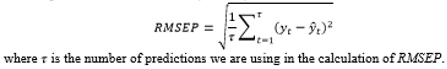 RMSEP = √(1/τ ∑_{t=1}^{τ} (y_t − ŷ_t)²)
where τ is the number of predictions we are using in the calculation of RMSEP.